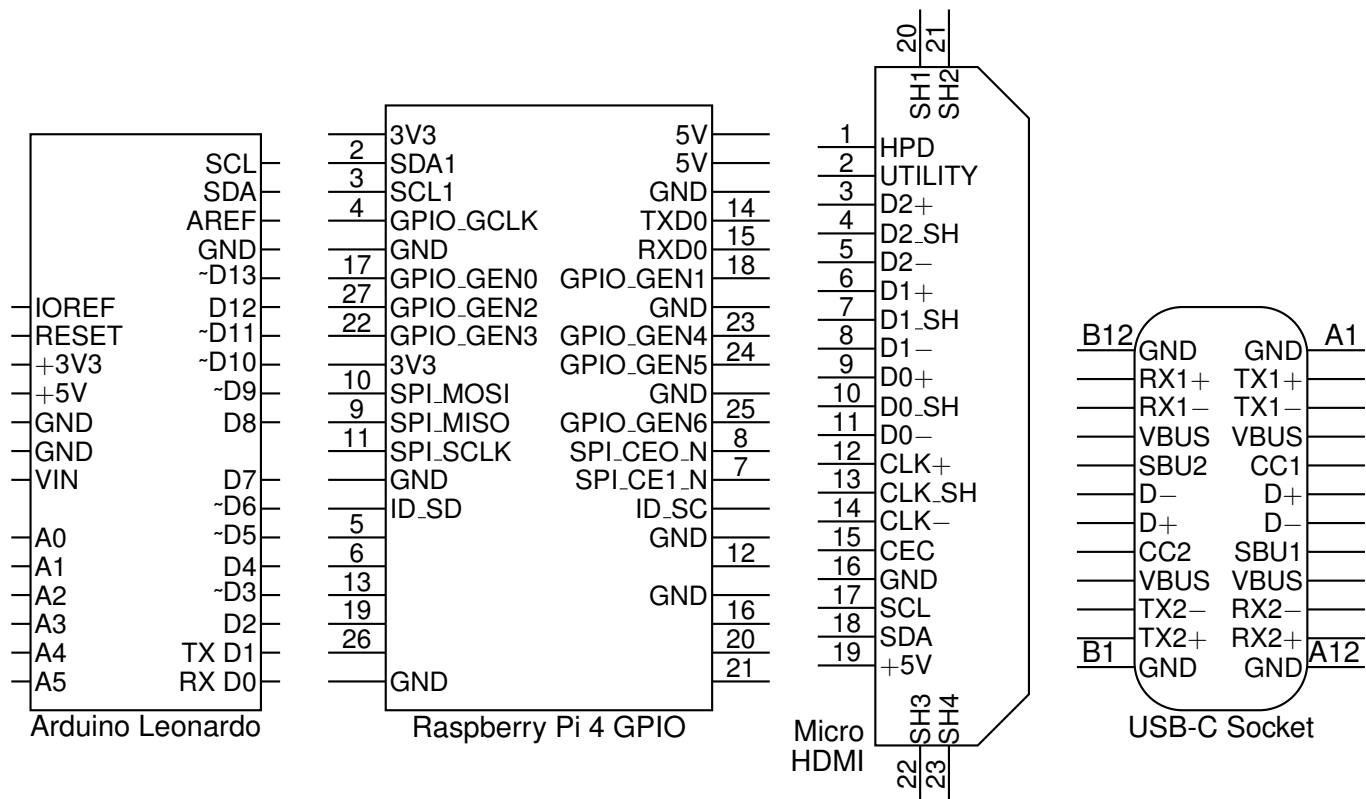 SCL
SDA
AREF
GND
~D13
IOREF D12
RESET ~D11
+3V3 ~D10
+5V ~D9
GND D8
GND
VIN D7
~D6
A0 ~D5
A1 D4
A2 ~D3
A3 D2
A4 TX D1
A5 RX D0
Arduino Leonardo
3V3 5V
2 SDA1 5V
3 SCL1 GND
4 GPIO_GCLK TXD0 14
GND RXD0 15
17 GPIO_GEN0 GPIO_GEN1 18
27 GPIO_GEN2 GND
22 GPIO_GEN3 GPIO_GEN4 23
3V3 GPIO_GEN5 24
10 SPI_MOSI GND
9 SPI_MISO GPIO_GEN6 25
11 SPI_SCLK SPI_CEO_N 8
GND SPI_CE1_N 7
ID_SD ID_SC
5 GND
6 12
13 GND
19 16
26 20
GND 21
Raspberry Pi 4 GPIO
20 21
SH1 SH2
1 HPD
2 UTILITY
3 D2+
4 D2_SH
5 D2−
6 D1+
7 D1_SH
8 D1−
9 D0+
10 D0_SH
11 D0−
12 CLK+
13 CLK_SH
14 CLK−
15 CEC
16 GND
17 SCL
18 SDA
19 +5V
SH3 SH4
22 23
Micro
HDMI
B12 GND GND A1
RX1+ TX1+
RX1− TX1−
VBUS VBUS
SBU2 CC1
D− D+
D+ D−
CC2 SBU1
VBUS VBUS
TX2− RX2−
TX2+ RX2+
B1 GND GND A12
USB-C Socket